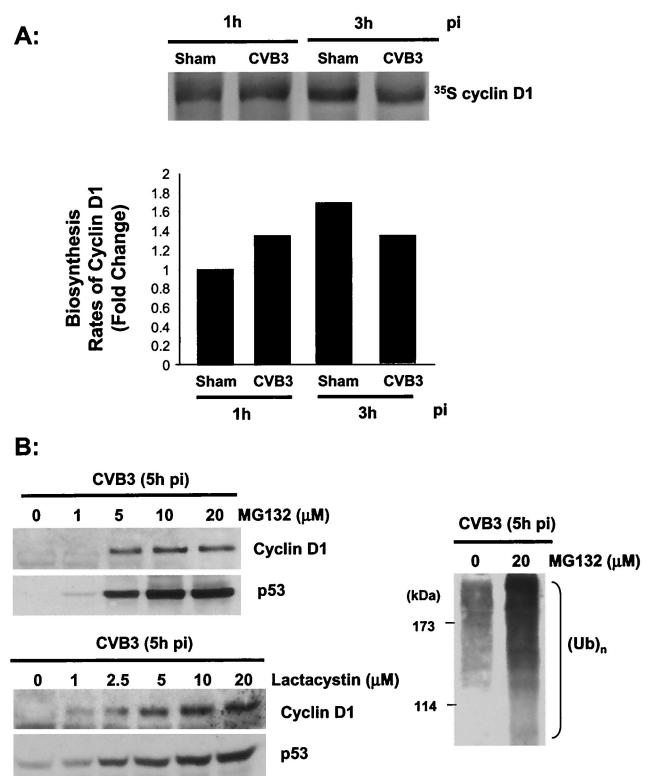 A:
1h 3h pi
Sham CVB3 Sham CVB3
35S cyclin D1
Biosynthesis
Rates of Cyclin D1
(Fold Change)
2
1.8
1.6
1.4
1.2
1
0.8
0.6
0.4
0.2
0
Sham CVB3 Sham CVB3
1h 3h pi
B:
CVB3 (5h pi)
0 1 5 10 20 MG132 (μM)
Cyclin D1
p53
CVB3 (5h pi)
0 1 2.5 5 10 20 Lactacystin (μM)
Cyclin D1
p53
CVB3 (5h pi)
0 20 MG132 (μM)
(kDa)
173
(Ub)n
114